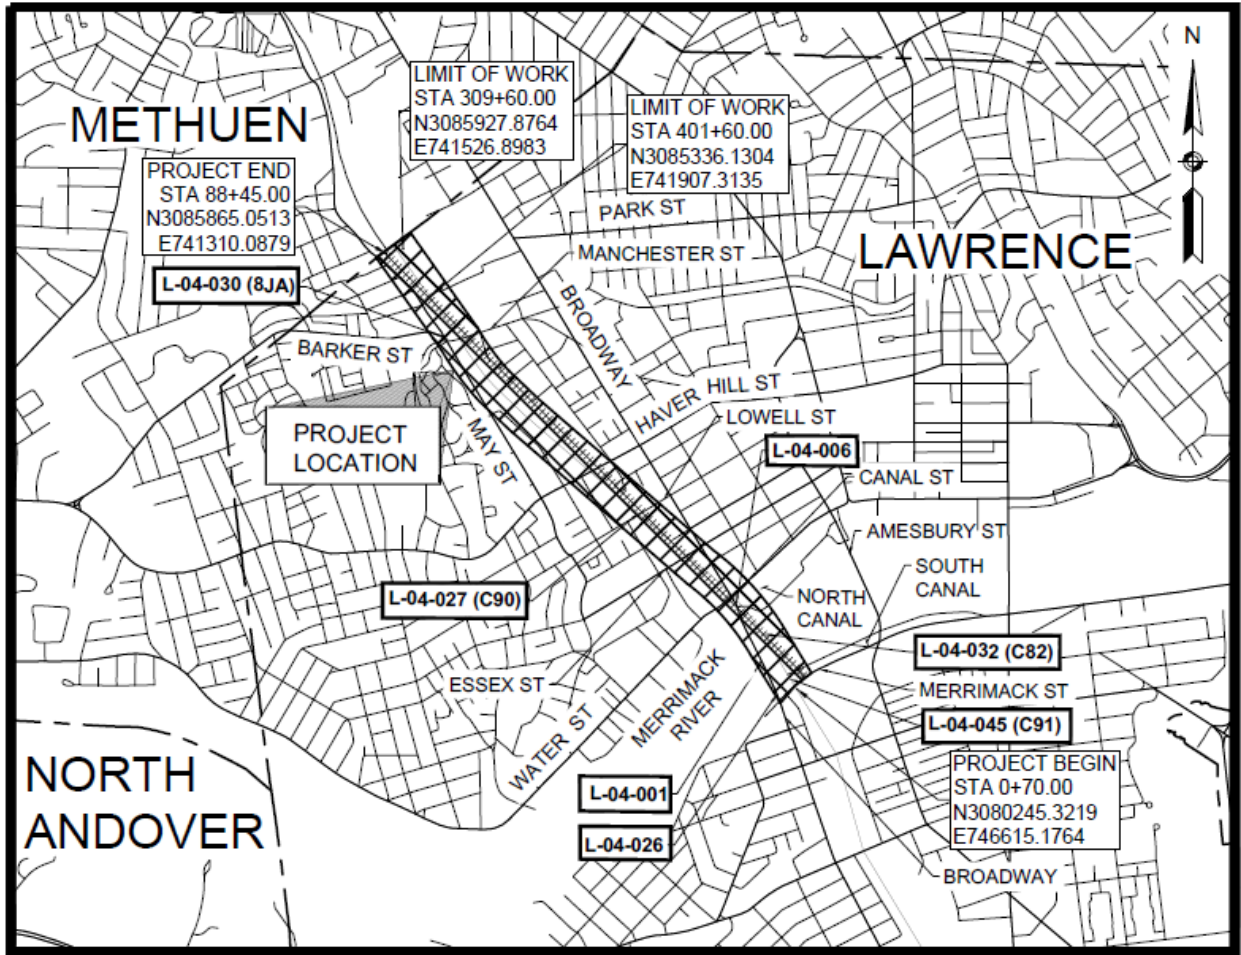 N
LIMIT OF WORK
STA 309+60.00
N3085927.8764
E741526.8983
LIMIT OF WORK
STA 401+60.00
N3085336.1304
E741907.3135
METHUEN
PROJECT END
STA 88+45.00
N3085865.0513
E741310.0879
L-04-030 (8JA)
PARK ST
MANCHESTER ST
LAWRENCE
BROADWAY
BARKER ST
HAVER HILL ST
LOWELL ST
PROJECT
LOCATION
MAY ST
L-04-006
CANAL ST
AMESBURY ST
SOUTH
CANAL
NORTH
CANAL
L-04-027 (C90)
L-04-032 (C82)
MERRIMACK ST
L-04-045 (C91)
ESSEX ST
WATER ST
MERRIMACK
RIVER
NORTH
ANDOVER
L-04-001
L-04-026
PROJECT BEGIN
STA 0+70.00
N3080245.3219
E746615.1764
BROADWAY